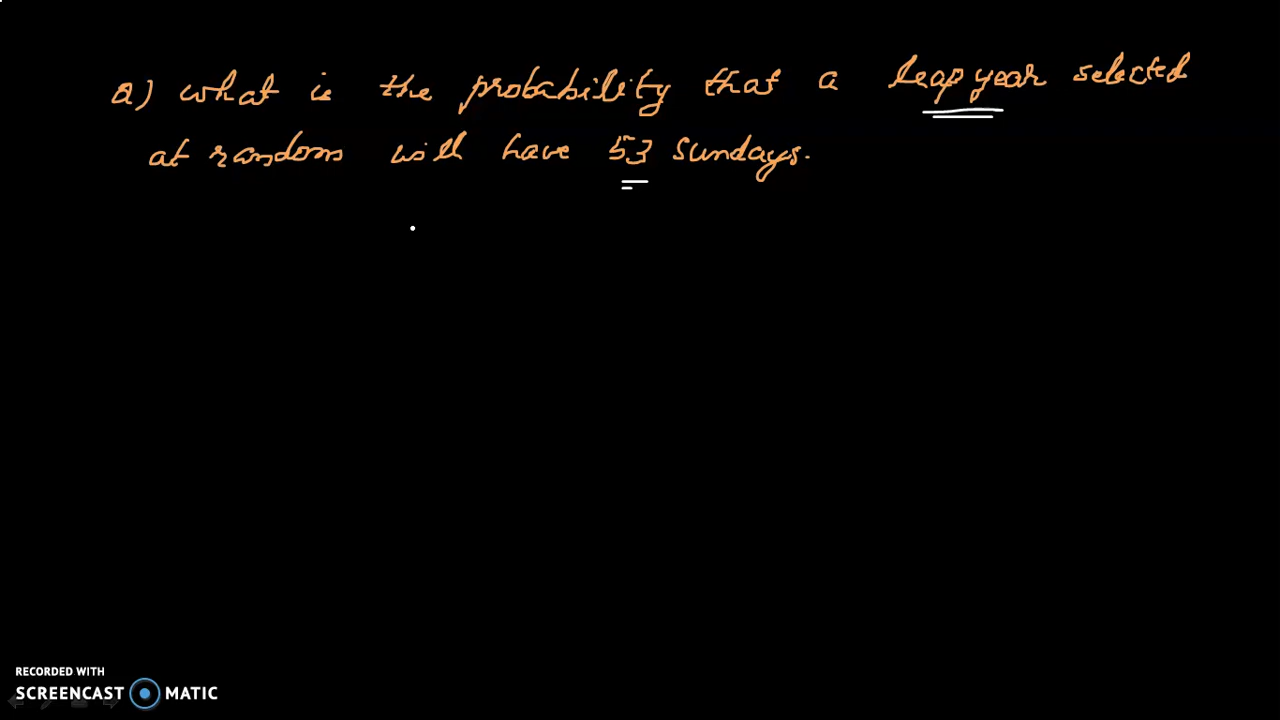 Q) what is the probability that a leap year selected
at random will have 53 sundays.
RECORDED WITH
SCREENCAST MATIC